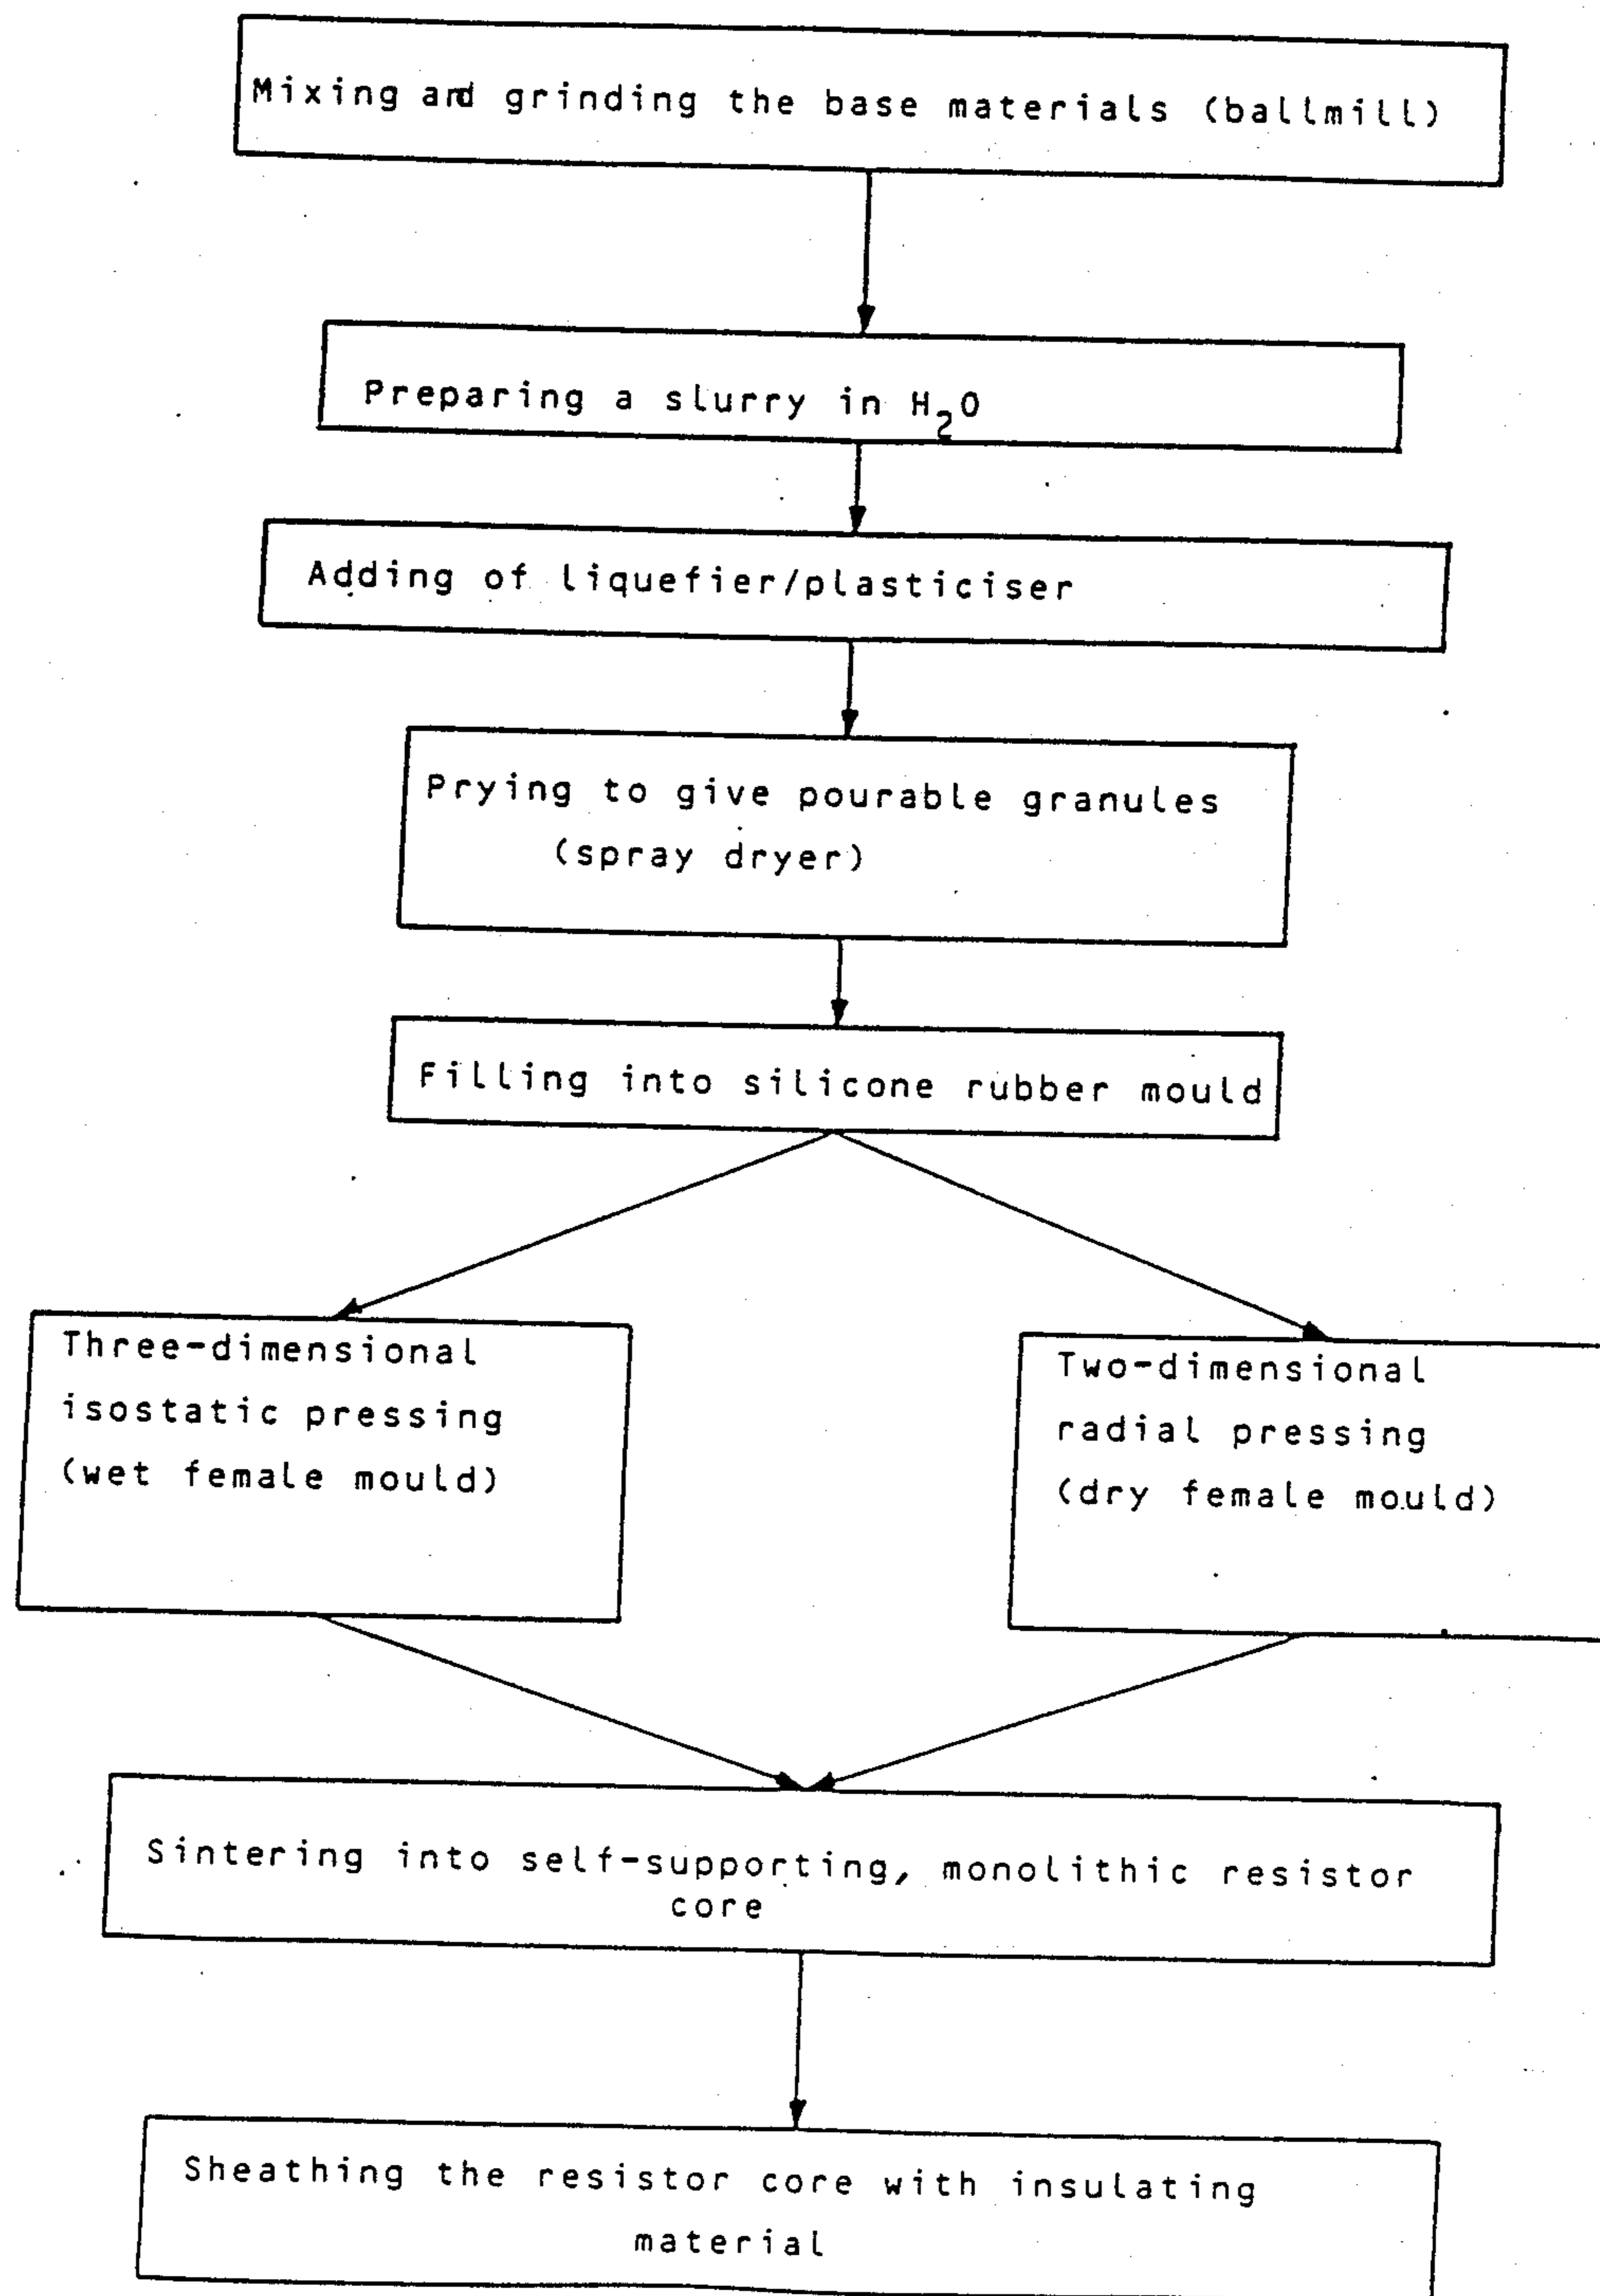 Mixing and grinding the base materials (ballmill)
Preparing a slurry in H₂O
Adding of liquefier/plasticiser
Prying to give pourable granules
(spray dryer)
Filling into silicone rubber mould
Three-dimensional
isostatic pressing
(wet female mould)
Two-dimensional
radial pressing
(dry female mould)
Sintering into self-supporting, monolithic resistor
core
Sheathing the resistor core with insulating
material